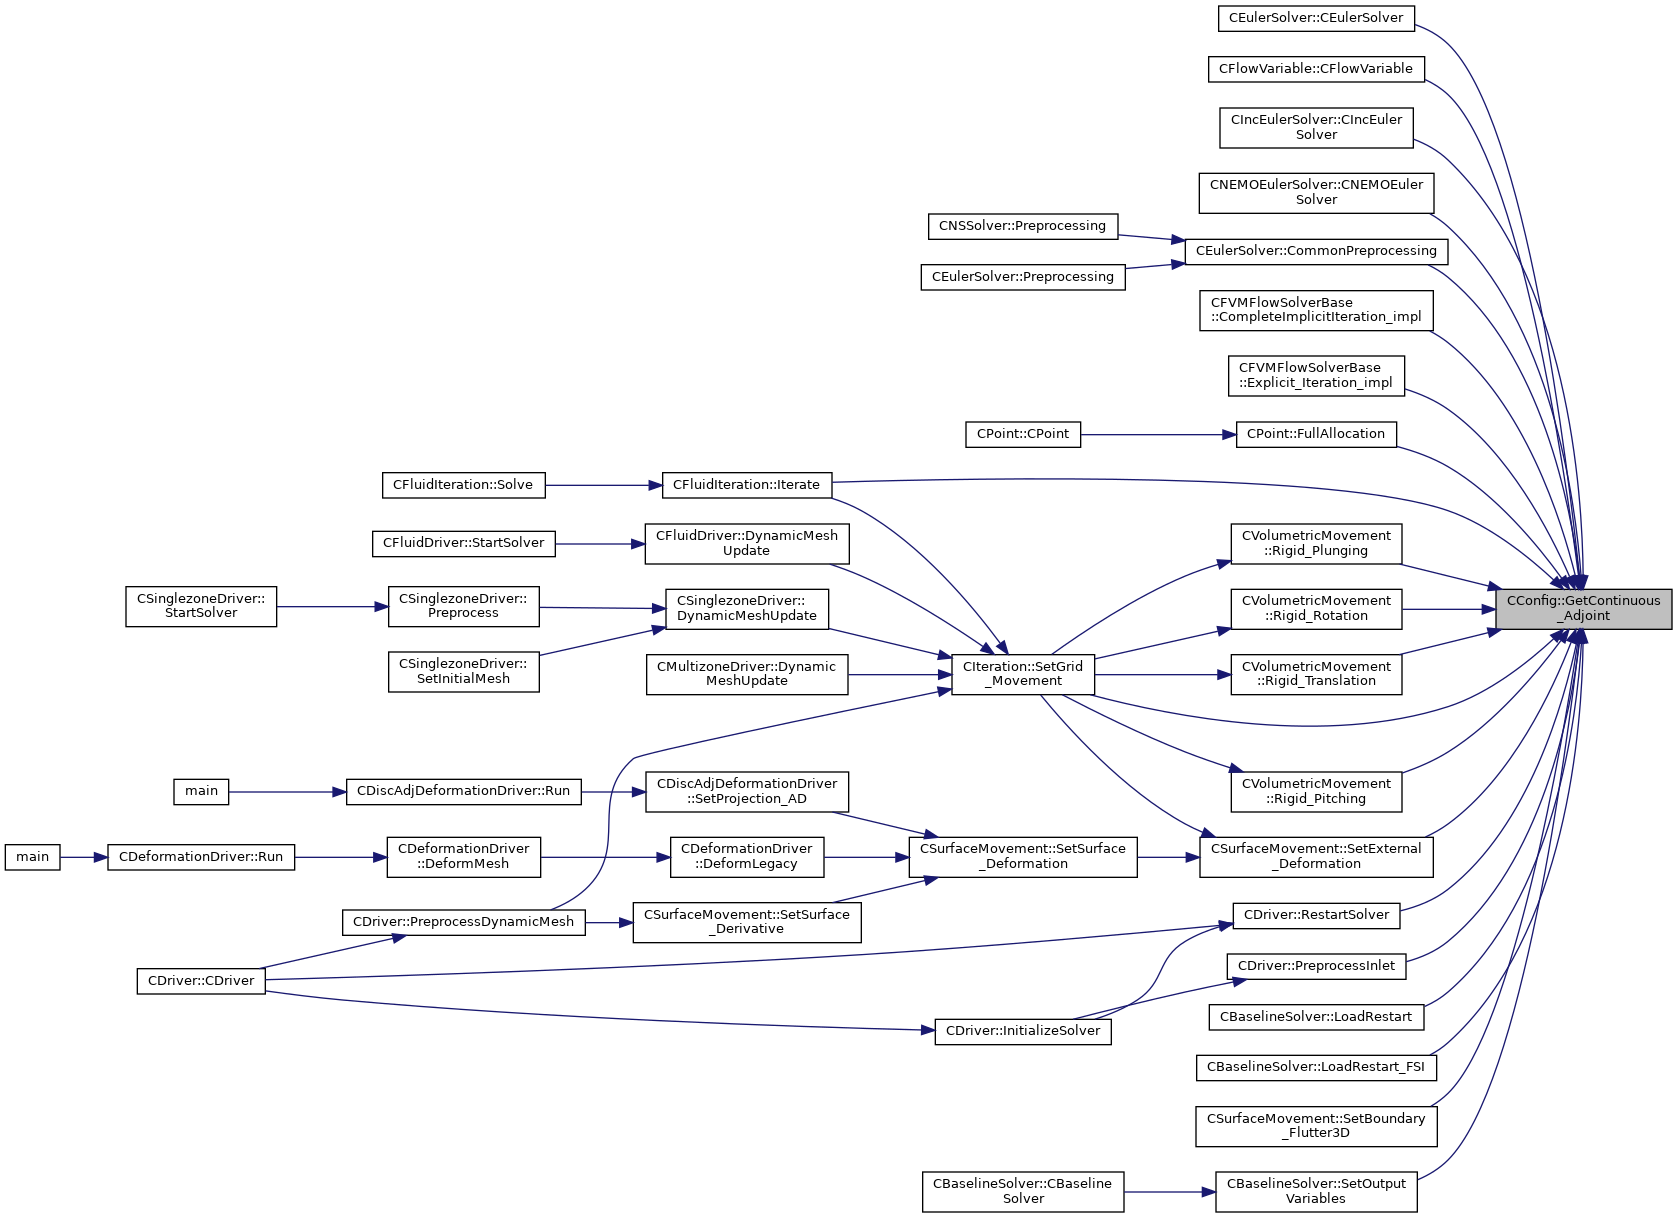 CEulerSolver::CEulerSolver
CFlowVariable::CFlowVariable
CIncEulerSolver::CIncEuler
Solver
CNEMOEulerSolver::CNEMOEuler
Solver
CNSSolver::Preprocessing
CEulerSolver::CommonPreprocessing
CEulerSolver::Preprocessing
CFVMFlowSolverBase
::CompleteImplicitIteration_impl
CFVMFlowSolverBase
::Explicit_Iteration_impl
CPoint::CPoint
CPoint::FullAllocation
CFluidIteration::Solve
CFluidIteration::Iterate
CFluidDriver::StartSolver
CFluidDriver::DynamicMesh
Update
CVolumetricMovement
::Rigid_Plunging
CSinglezoneDriver::
StartSolver
CSinglezoneDriver::
Preprocess
CSinglezoneDriver::
DynamicMeshUpdate
CVolumetricMovement
::Rigid_Rotation
CConfig::GetContinuous
_Adjoint
CSinglezoneDriver::
SetInitialMesh
CMultizoneDriver::Dynamic
MeshUpdate
CIteration::SetGrid
_Movement
CVolumetricMovement
::Rigid_Translation
main
CDiscAdjDeformationDriver::Run
CDiscAdjDeformationDriver
::SetProjection_AD
CVolumetricMovement
::Rigid_Pitching
main
CDeformationDriver::Run
CDeformationDriver
::DeformMesh
CDeformationDriver
::DeformLegacy
CSurfaceMovement::SetSurface
_Deformation
CSurfaceMovement::SetExternal
_Deformation
CDriver::PreprocessDynamicMesh
CSurfaceMovement::SetSurface
_Derivative
CDriver::RestartSolver
CDriver::CDriver
CDriver::PreprocessInlet
CDriver::InitializeSolver
CBaselineSolver::LoadRestart
CBaselineSolver::LoadRestart_FSI
CSurfaceMovement::SetBoundary
_Flutter3D
CBaselineSolver::CBaseline
Solver
CBaselineSolver::SetOutput
Variables